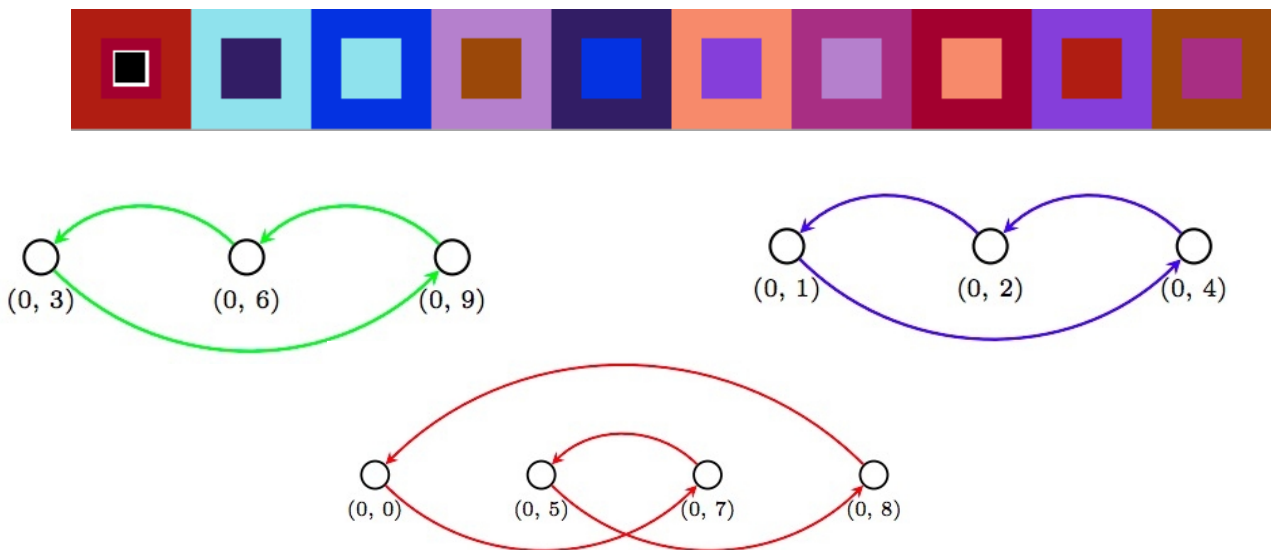 (0, 3) (0, 6) (0, 9)
(0, 1) (0, 2) (0, 4)
(0, 0) (0, 5) (0, 7) (0, 8)